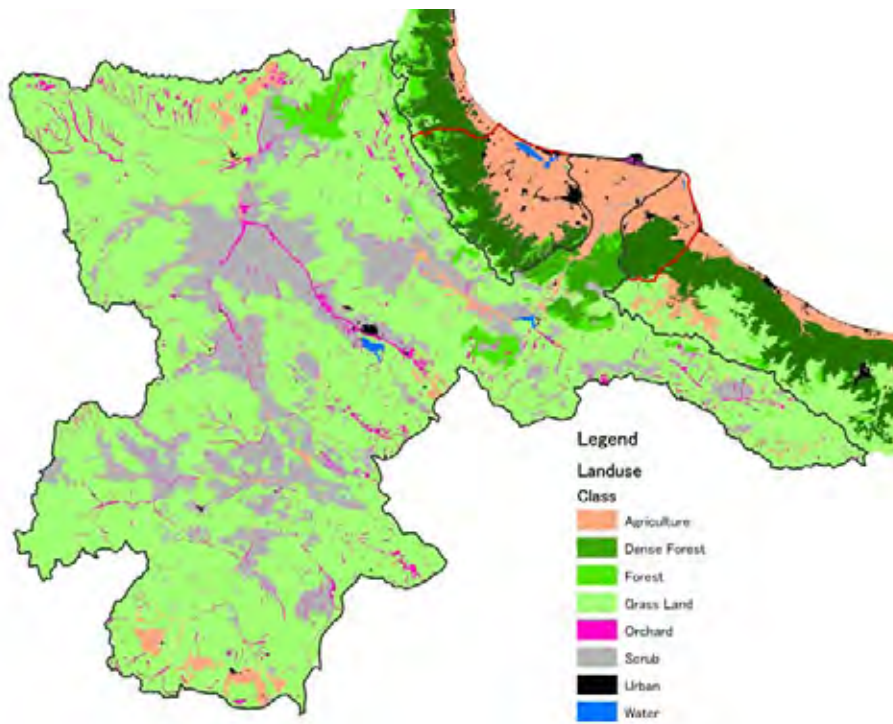 Legend
Landuse
Class
Agriculture
Dense Forest
Forest
Grass Land
Orchard
Scrub
Urban
Water